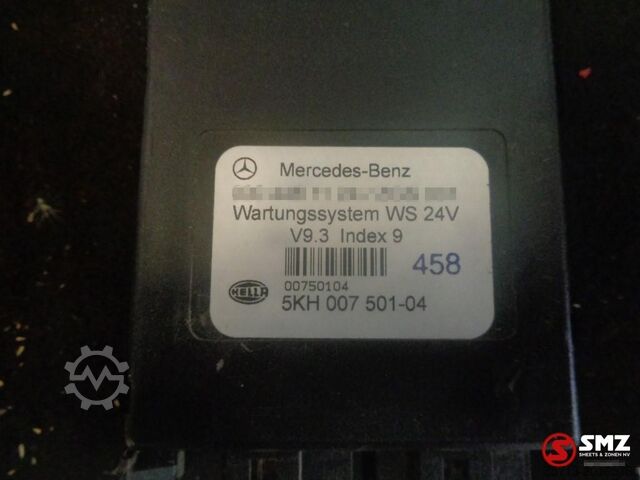 Mercedes-Benz
Wartungssystem WS 24V
V9.3 Index 9
458
00750104
HELLA
5KH 007 501-04
SMZ
SMEETS & ZONEN NV